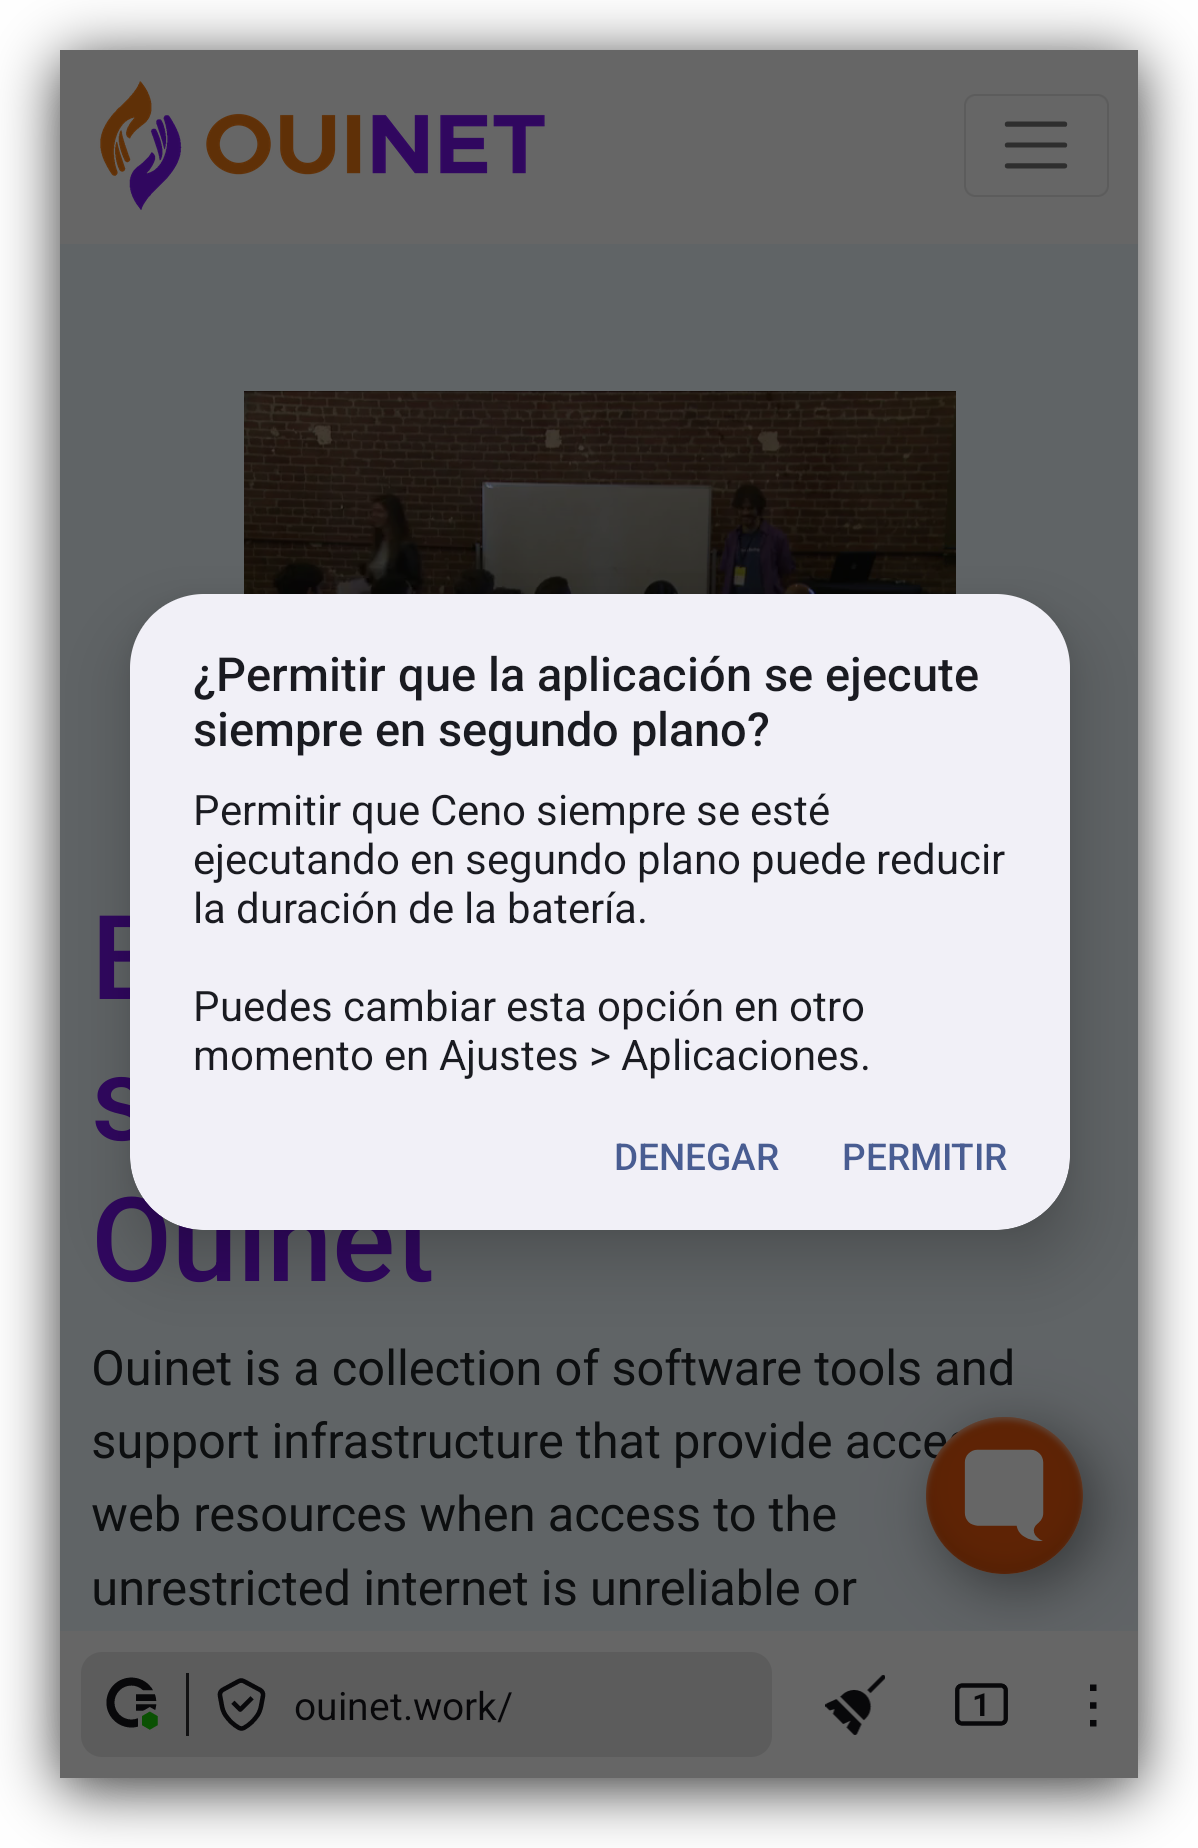 OUINET
¿Permitir que la aplicación se ejecute
siempre en segundo plano?
Permitir que Ceno siempre se esté
ejecutando en segundo plano puede reducir
la duración de la batería.
Puedes cambiar esta opción en otro
momento en Ajustes > Aplicaciones.
DENEGAR PERMITIR
Ouinet
Ouinet is a collection of software tools and
support infrastructure that provide
web resources when access to the
unrestricted internet is unreliable or
ouinet.work/ 1